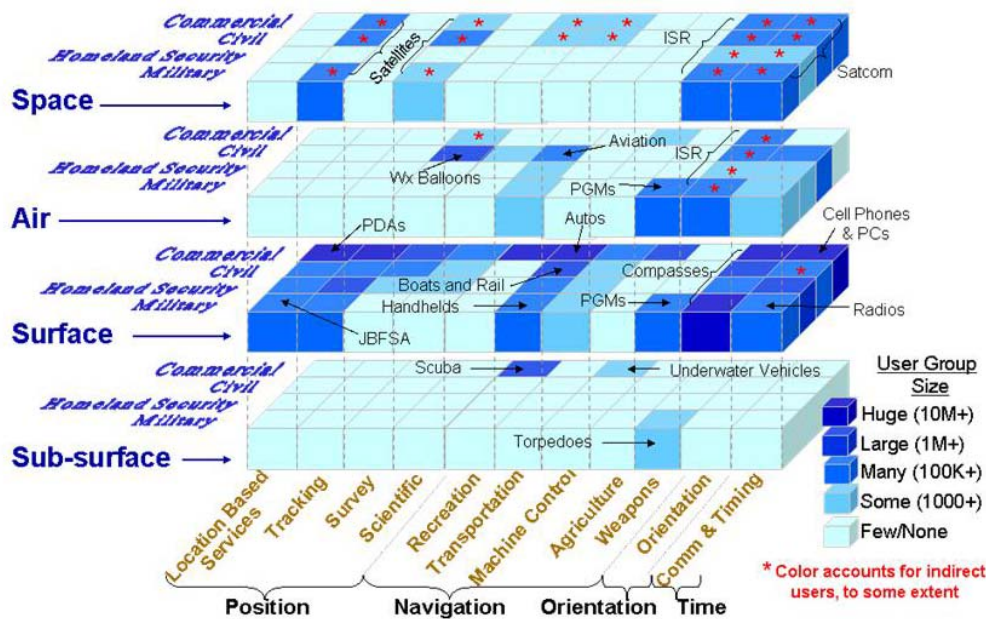 Commercial
Civil
Homeland Security
Military
Space
Satellites
ISR
Satcom
Commercial
Civil
Homeland Security
Military
Air
Wx Balloons
Aviation
ISR
PGMs
Commercial
Civil
Homeland Security
Military
Surface
PDAs
Autos
Cell Phones
& PCs
Boats and Rail
Compasses
Handhelds
PGMs
JBFSA
Radios
Commercial
Civil
Homeland Security
Military
Sub-surface
Scuba
Underwater Vehicles
Torpedoes
User Group
Size
Huge (10M+)
Large (1M+)
Many (100K+)
Some (1000+)
Few/None
* Color accounts for indirect
users, to some extent
Location Based
Services
Tracking
Survey
Scientific
Recreation
Transportation
Machine Control
Agriculture
Weapons
Orientation
Comm & Timing
Position
Navigation
Orientation
Time